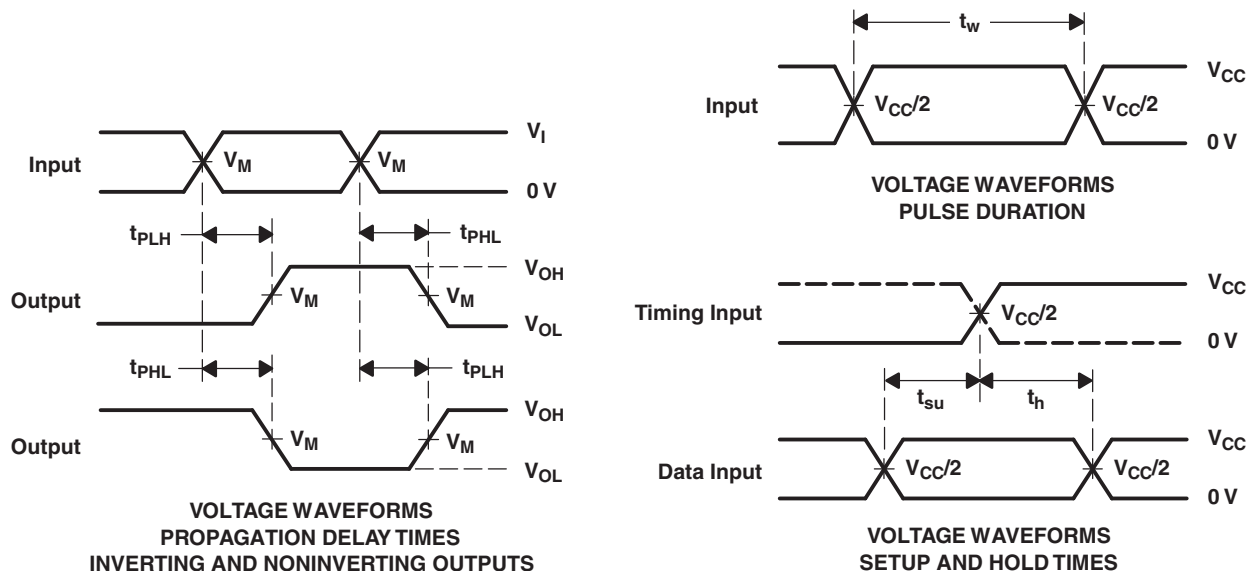 Input
V_M
V_M
V_I
0 V
t_PLH
t_PHL
Output
V_M
V_M
V_OH
V_OL
t_PHL
t_PLH
Output
V_M
V_M
V_OH
V_OL
VOLTAGE WAVEFORMS
PROPAGATION DELAY TIMES
INVERTING AND NONINVERTING OUTPUTS
t_w
Input
V_CC/2
V_CC/2
V_CC
0 V
VOLTAGE WAVEFORMS
PULSE DURATION
Timing Input
V_CC/2
V_CC
0 V
t_su
t_h
Data Input
V_CC/2
V_CC/2
V_CC
0 V
VOLTAGE WAVEFORMS
SETUP AND HOLD TIMES